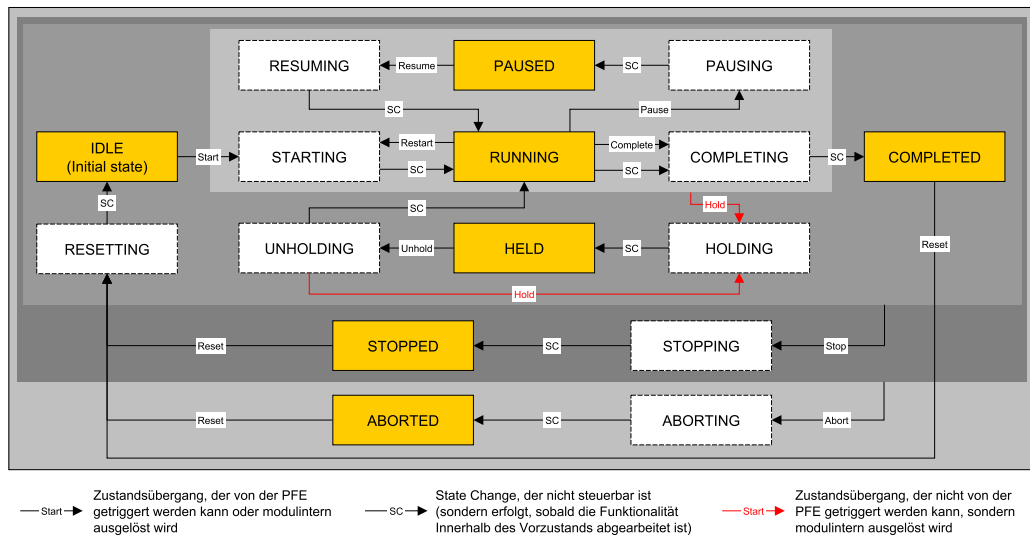 RESUMING
Resume
PAUSED
SC
PAUSING
SC
Pause
IDLE
(Initial state)
Start
STARTING
Restart
SC
RUNNING
Complete
SC
COMPLETING
SC
COMPLETED
SC
SC
Hold
RESETTING
UNHOLDING
Unhold
HELD
SC
HOLDING
Reset
Hold
Reset
STOPPED
SC
STOPPING
Stop
Reset
ABORTED
SC
ABORTING
Abort
Start
Zustandsübergang, der von der PFE
getriggert werden kann oder modulintern
ausgelöst wird
SC
State Change, der nicht steuerbar ist
(sondern erfolgt, sobald die Funktionalität
Innerhalb des Vorzustands abgearbeitet ist)
Start
Zustandsübergang, der nicht von der
PFE getriggert werden kann, sondern
modulintern ausgelöst wird